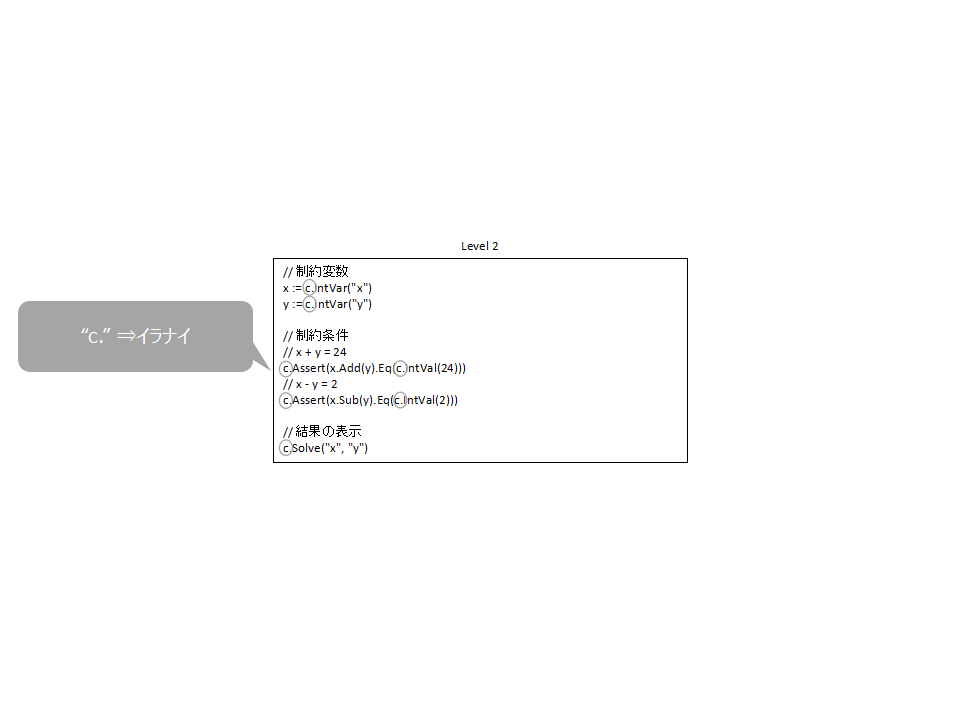 Level 2
// 制約変数
x := c.IntVar("x")
y := c.IntVar("y")
// 制約条件
// x + y = 24
c.Assert(x.Add(y).Eq(c.IntVal(24)))
// x - y = 2
c.Assert(x.Sub(y).Eq(c.IntVal(2)))
// 結果の表示
c.Solve("x", "y")
“c.” ⇒イラナイ